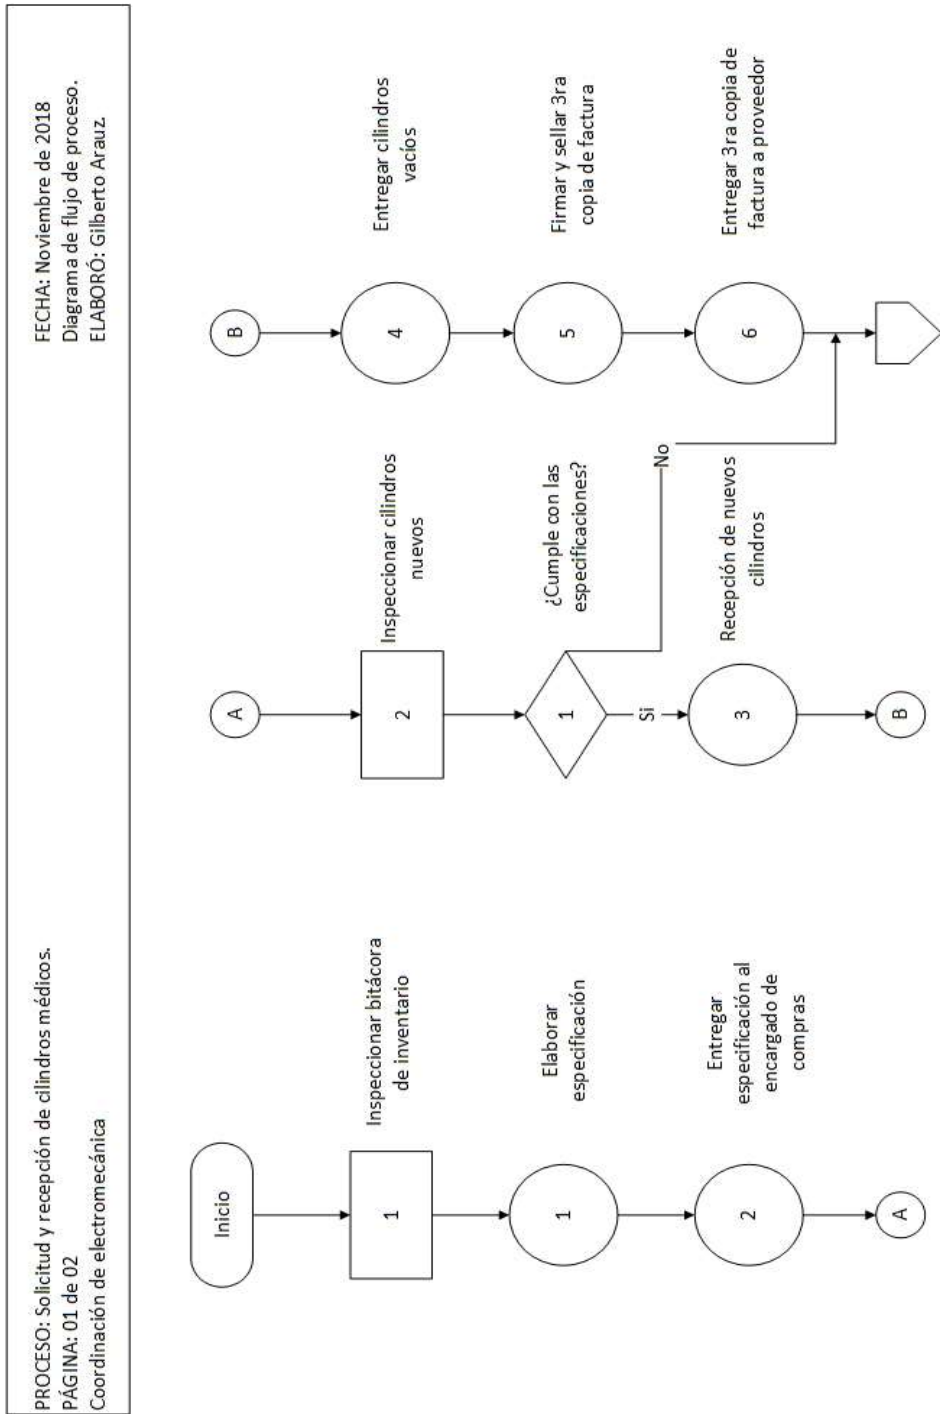 PROCESO: Solicitud y recepción de cilindros médicos.
PÁGINA: 01 de 02
Coordinación de electromecánica
FECHA: Noviembre de 2018
Diagrama de flujo de proceso.
ELABORÓ: Gilberto Arauz.
Inicio
1
Inspeccionar bitácora
de inventario
1
Elaborar
especificación
2
Entregar
especificación al
encargado de
compras
A
A
2
Inspeccionar cilindros
nuevos
1
¿Cumple con las
especificaciones?
Si
No
3
Recepción de nuevos
cilindros
B
B
4
Entregar cilindros
vacíos
5
Firmar y sellar 3ra
copia de factura
6
Entregar 3ra copia de
factura a proveedor